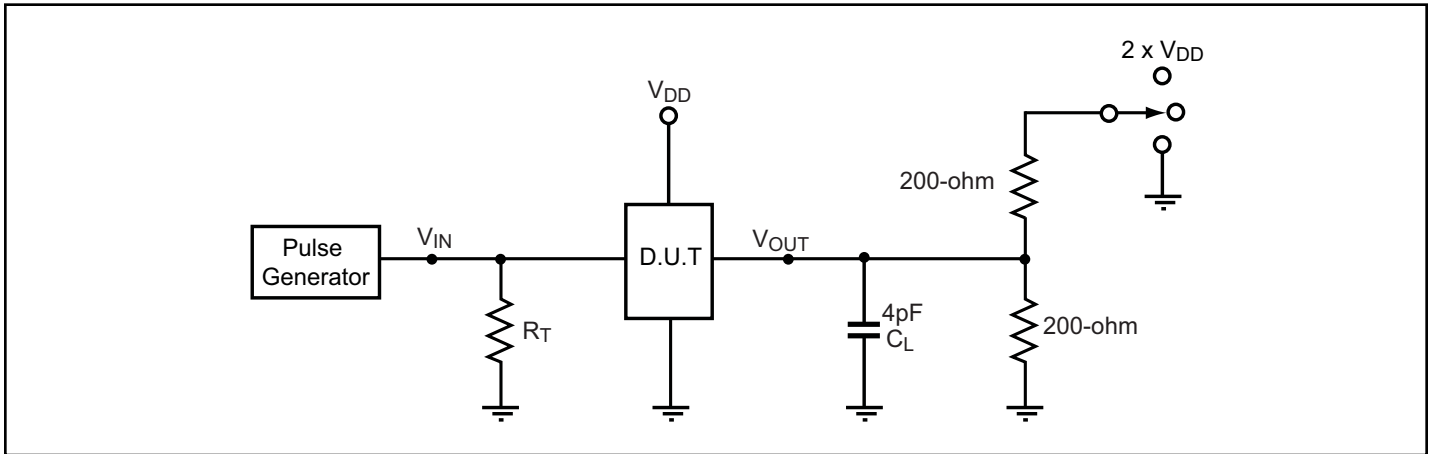 2 x VDD
VDD
200-ohm
Pulse
Generator
VIN
D.U.T
VOUT
RT
4pF
CL
200-ohm